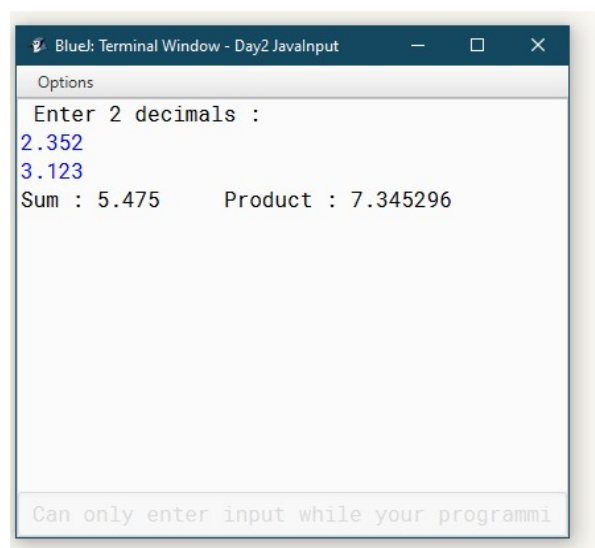 BlueJ: Terminal Window - Day2 JavaInput
Options
Enter 2 decimals :
2.352
3.123
Sum : 5.475     Product : 7.345296
Can only enter input while your programmi